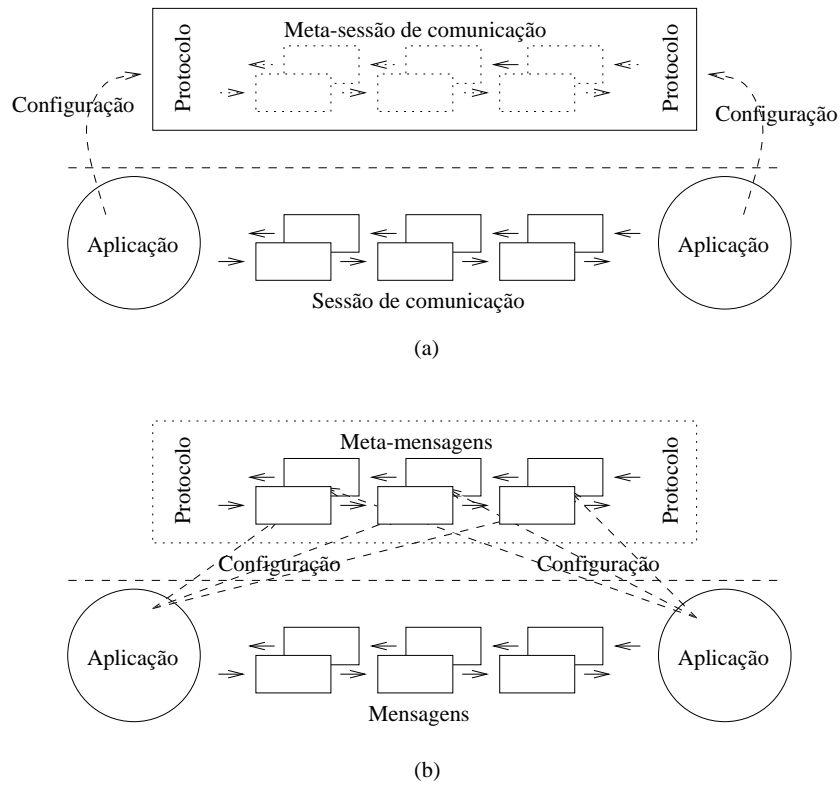 Meta-sessão de comunicação
Protocolo
Protocolo
Configuração
Configuração
Aplicação
Aplicação
Sessão de comunicação
(a)
Meta-mensagens
Protocolo
Protocolo
Configuração
Configuração
Aplicação
Aplicação
Mensagens
(b)